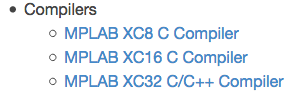 Compilers
MPLAB XC8 C Compiler
MPLAB XC16 C Compiler
MPLAB XC32 C/C++ Compiler